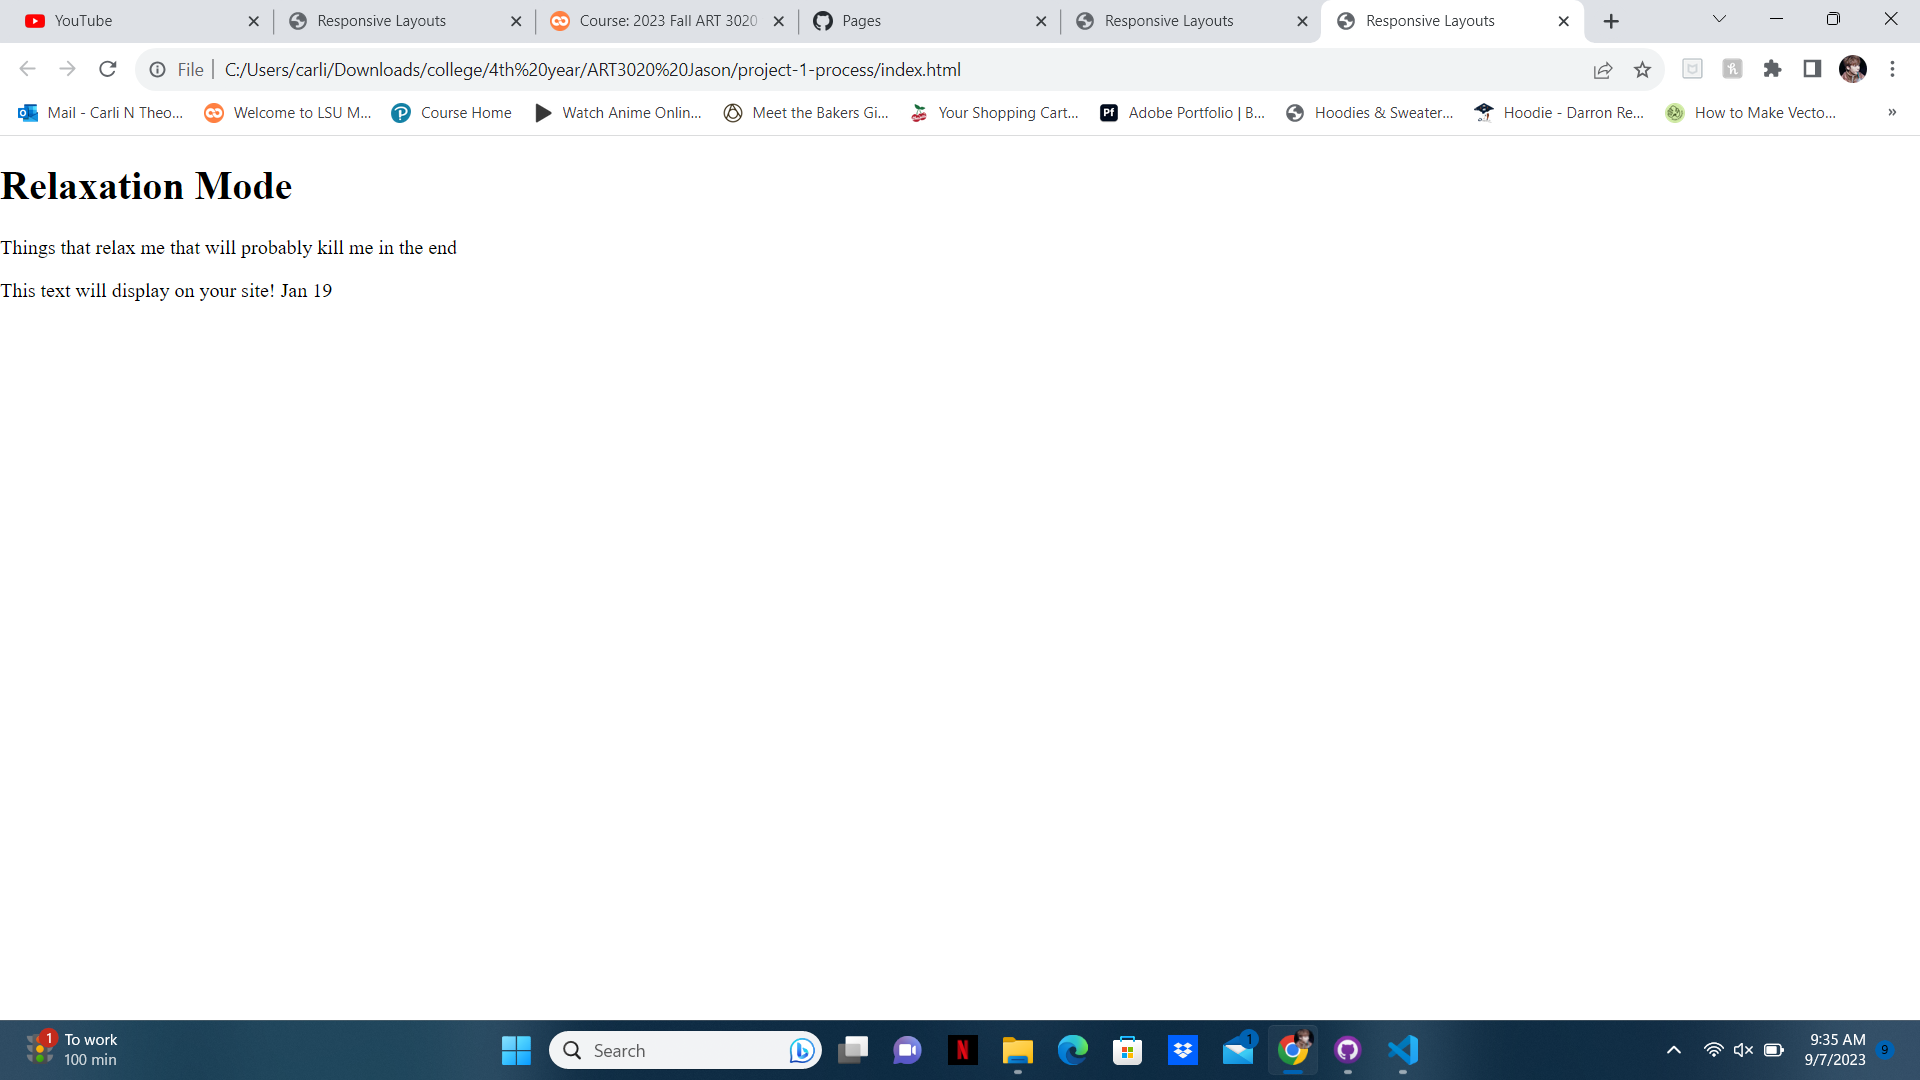 YouTube
Responsive Layouts
Course: 2023 Fall ART 3020
Pages
Responsive Layouts
Responsive Layouts
File
C:/Users/carli/Downloads/college/4th%20year/ART3020%20Jason/project-1-process/index.html
Mail - Carli N Theo...
Welcome to LSU M...
Course Home
Watch Anime Onlin...
Meet the Bakers Gi...
Your Shopping Cart...
Pf
Adobe Portfolio | B...
Hoodies & Sweater...
Hoodie - Darron Re...
How to Make Vecto...
»
Relaxation Mode
Things that relax me that will probably kill me in the end
This text will display on your site! Jan 19
1
To work
100 min
Search
N
1
9:35 AM
9/7/2023
9